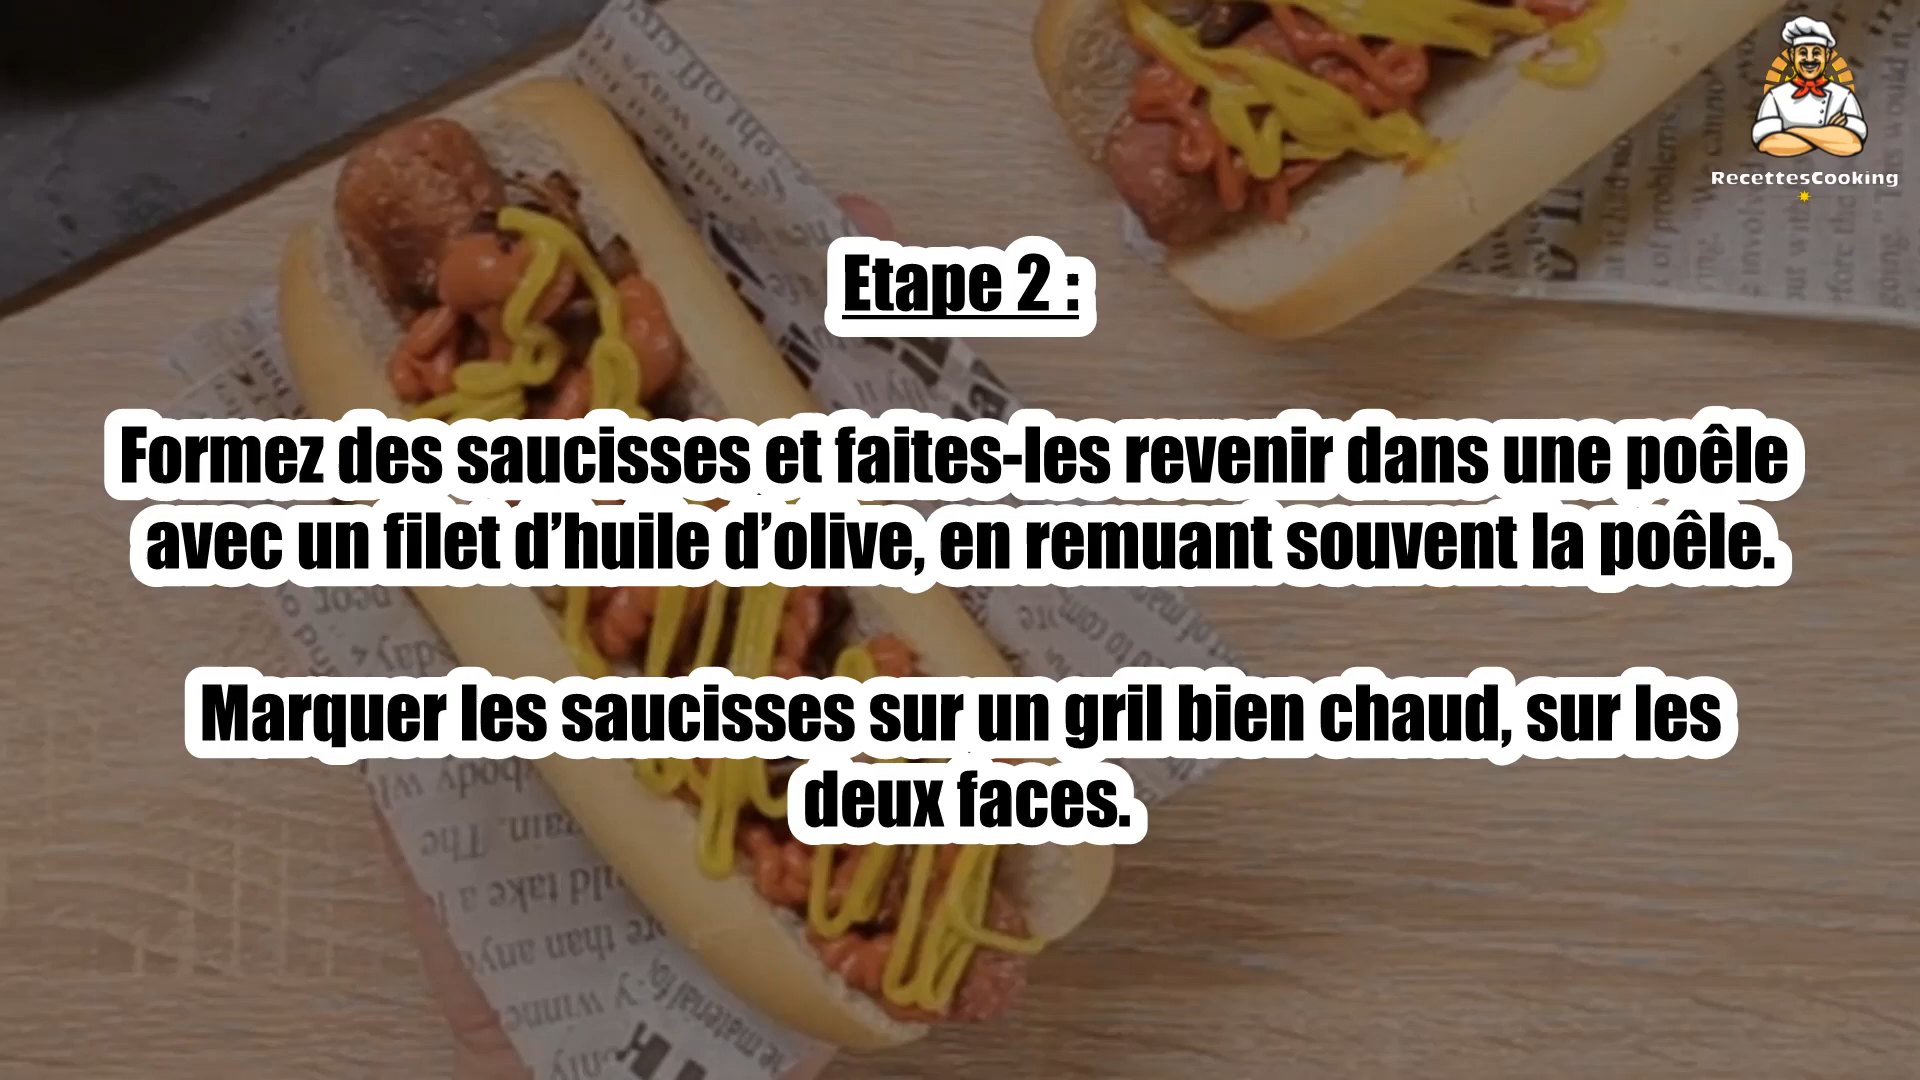 RecettesCooking
Etape 2 :
Formez des saucisses et faites-les revenir dans une poêle
avec un filet d’huile d’olive, en remuant souvent la poêle.
Marquer les saucisses sur un gril bien chaud, sur les
deux faces.